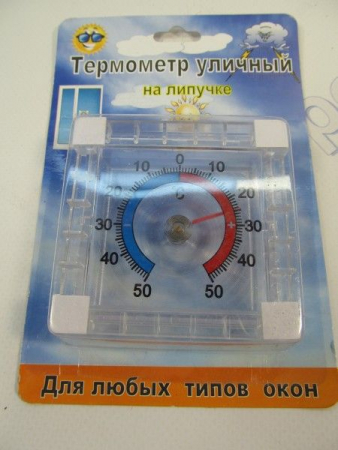 Термометр уличный
на липучке
0
10 10
0
20 20
30 30
- +
40 40
50 50
Для любых типов окон